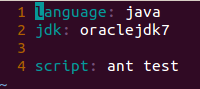 1 language: java
2 jdk: oraclejdk7
3
4 script: ant test
~